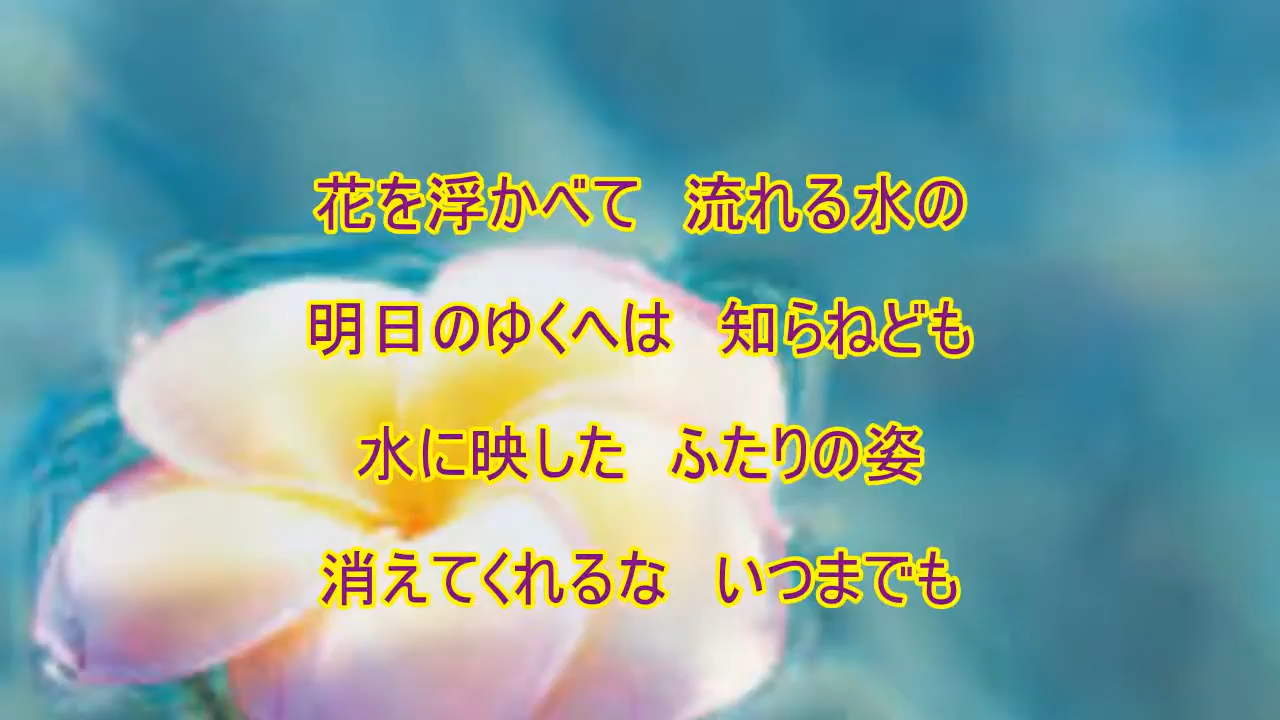 花を浮かべて　流れる水の
明日のゆくへは　知らねども
水に映した　ふたりの姿
消えてくれるな　いつまでも